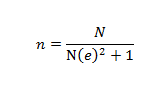 n = N / N(e)² + 1